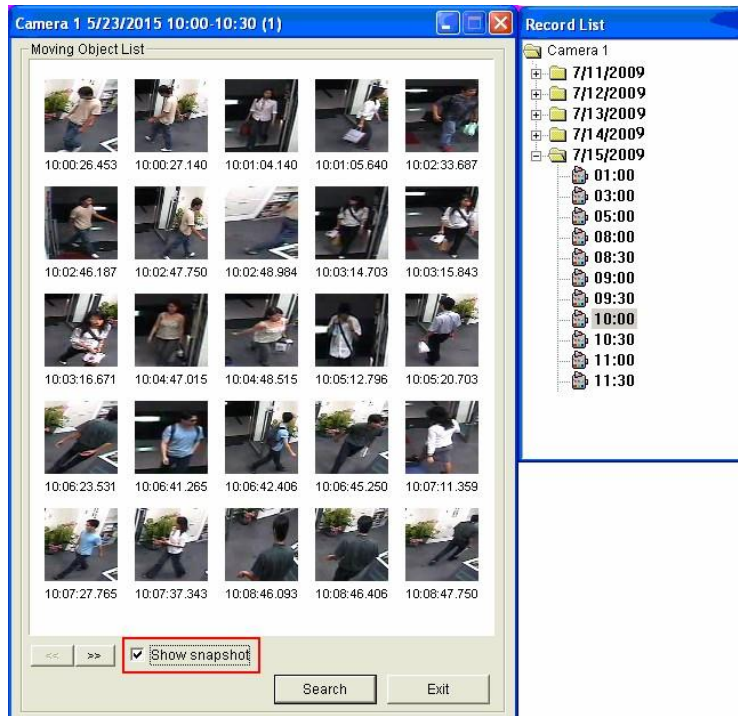 Camera 1 5/23/2015 10:00-10:30 (1)
Moving Object List
10:00:26.453 10:00:27.140 10:01:04.140 10:01:05.640 10:02:33.687
10:02:46.187 10:02:47.750 10:02:48.984 10:03:14.703 10:03:15.843
10:03:16.671 10:04:47.015 10:04:48.515 10:05:12.796 10:05:20.703
10:06:23.531 10:06:41.265 10:06:42.406 10:06:45.250 10:07:11.359
10:07:27.765 10:07:37.343 10:08:46.093 10:08:46.406 10:08:47.750
<< >> Show snapshot
Search Exit
Record List
Camera 1
7/11/2009
7/12/2009
7/13/2009
7/14/2009
7/15/2009
01:00
03:00
05:00
08:00
08:30
09:00
09:30
10:00
10:30
11:00
11:30